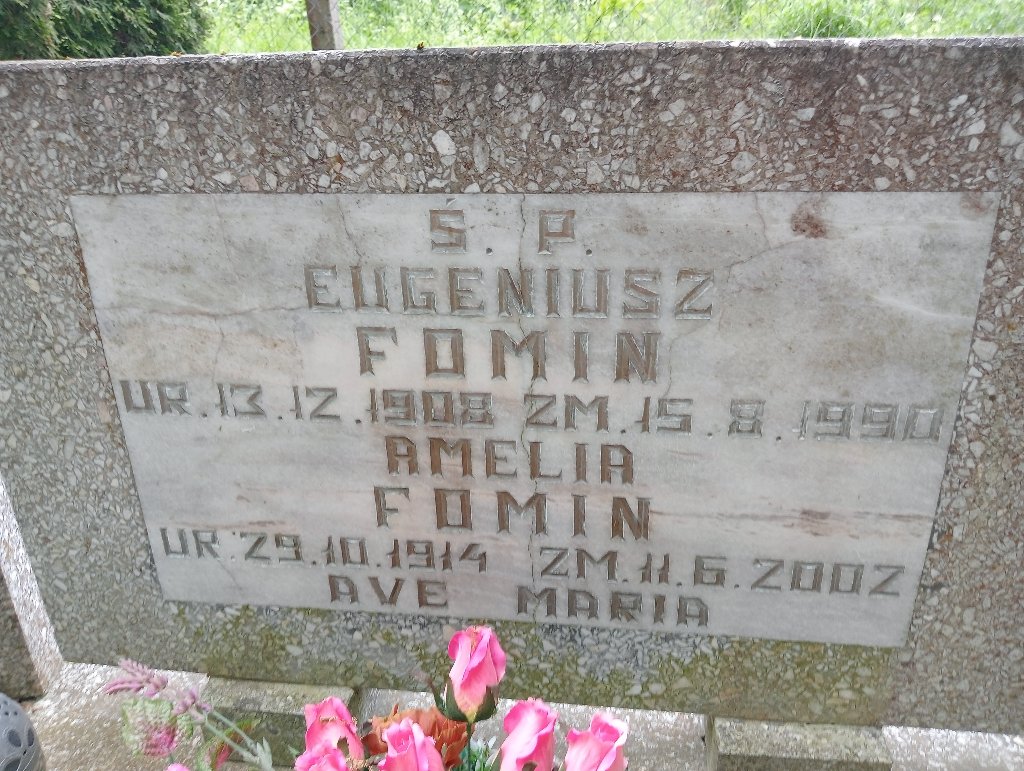 Ś. P.
EUGENIUSZ
FOMIN
UR. 13. 12. 1908 ZM. 15. 8. 1990
AMELIA
FOMIN
UR. 29. 10. 1914 ZM. 11. 6. 2002
AVE MARIA